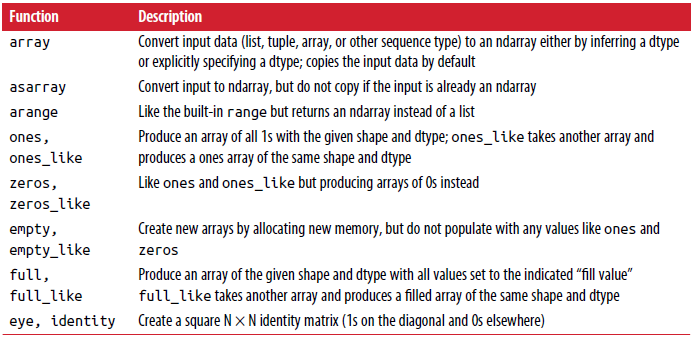 Function Description
array Convert input data (list, tuple, array, or other sequence type) to an ndarray either by inferring a dtype
or explicitly specifying a dtype; copies the input data by default
asarray Convert input to ndarray, but do not copy if the input is already an ndarray
arange Like the built-in range but returns an ndarray instead of a list
ones, Produce an array of all 1s with the given shape and dtype; ones_like takes another array and
ones_like produces a ones array of the same shape and dtype
zeros, Like ones and ones_like but producing arrays of 0s instead
zeros_like
empty, Create new arrays by allocating new memory, but do not populate with any values like ones and
empty_like zeros
full, Produce an array of the given shape and dtype with all values set to the indicated “fill value”
full_like full_like takes another array and produces a filled array of the same shape and dtype
eye, identity Create a square N × N identity matrix (1s on the diagonal and 0s elsewhere)